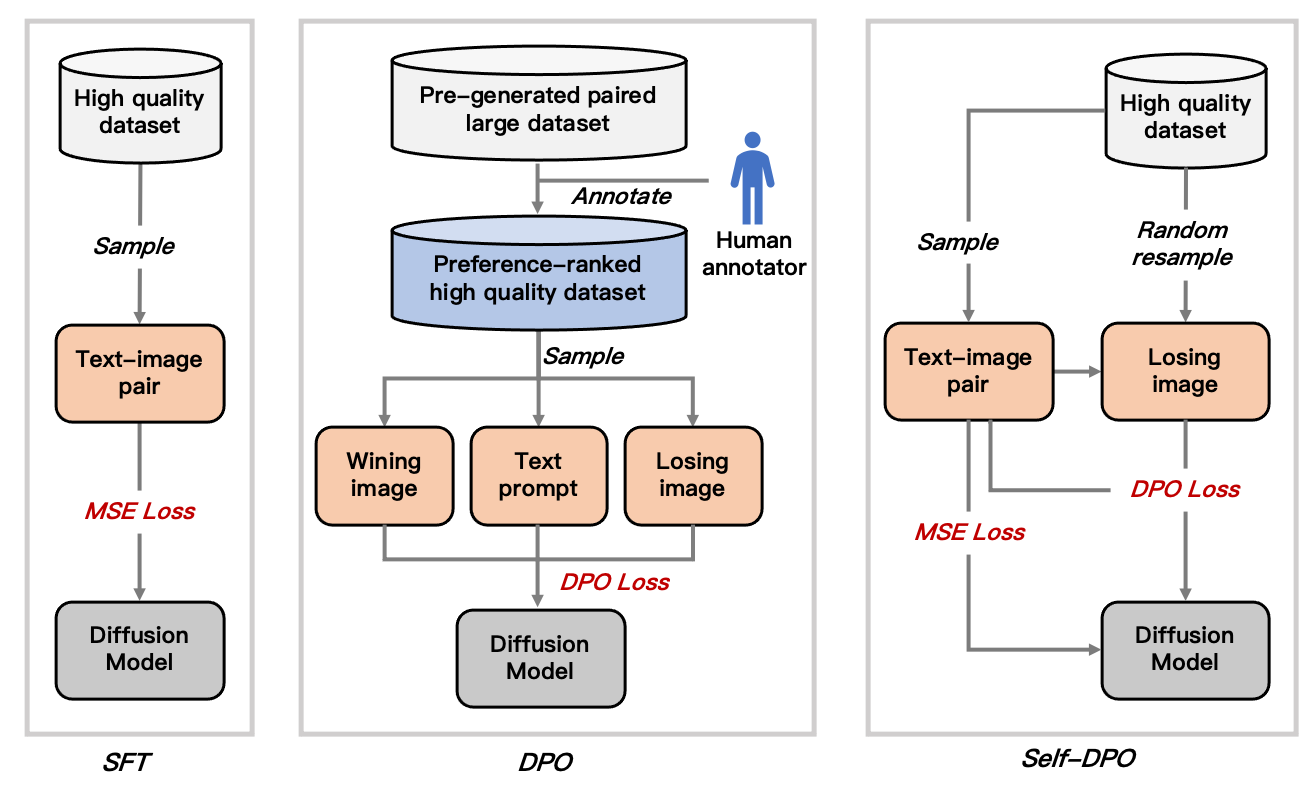 High quality
dataset
Sample
Text-image
pair
MSE Loss
Diffusion
Model
SFT
Pre-generated paired
large dataset
Annotate
Human
annotator
Preference-ranked
high quality dataset
Sample
Wining
image
Text
prompt
Losing
image
DPO Loss
Diffusion
Model
DPO
High quality
dataset
Sample
Random
resample
Text-image
pair
Losing
image
MSE Loss
DPO Loss
Diffusion
Model
Self-DPO